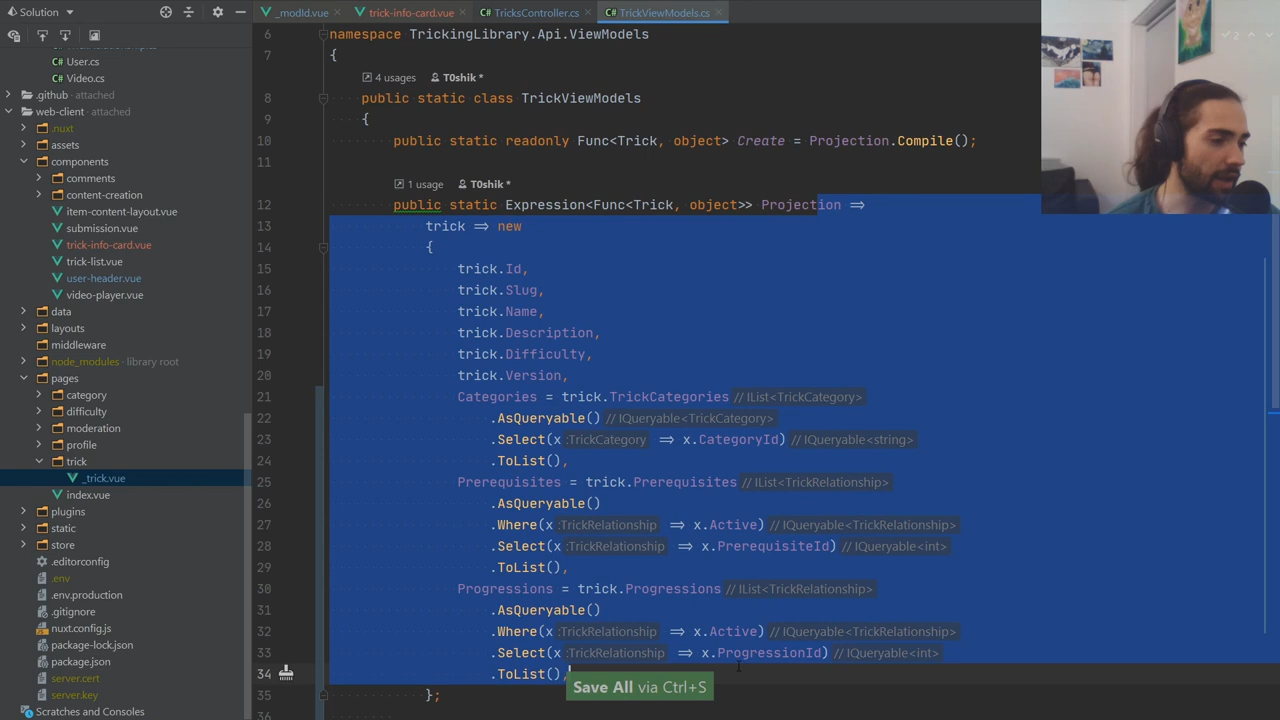 Solution
_modId.vue
trick-info-card.vue
TricksController.cs
TrickViewModels.cs
User.cs
Video.cs
.github attached
web-client attached
.nuxt
assets
components
comments
content-creation
item-content-layout.vue
submission.vue
trick-info-card.vue
trick-list.vue
user-header.vue
video-player.vue
data
layouts
middleware
node_modules library root
pages
category
difficulty
moderation
profile
trick
_trick.vue
index.vue
plugins
static
store
.editorconfig
.env
.env.production
.gitignore
nuxt.config.js
package-lock.json
package.json
server.cert
server.key
Scratches and Consoles
6 namespace TrickingLibrary.Api.ViewModels
7 {
4 usages T0shik *
8 public static class TrickViewModels
9 {
10 public static readonly Func<Trick, object> Create = Projection.Compile();
11
1 usage T0shik *
12 public static Expression<Func<Trick, object>> Projection =>
13 trick => new
14 {
15 trick.Id,
16 trick.Slug,
17 trick.Name,
18 trick.Description,
19 trick.Difficulty,
20 trick.Version,
21 Categories = trick.TrickCategories // IList<TrickCategory>
22 .AsQueryable() // IQueryable<TrickCategory>
23 .Select(x :TrickCategory => x.CategoryId) // IQueryable<string>
24 .ToList(),
25 Prerequisites = trick.Prerequisites // IList<TrickRelationship>
26 .AsQueryable()
27 .Where(x :TrickRelationship => x.Active) // IQueryable<TrickRelationship>
28 .Select(x :TrickRelationship => x.PrerequisiteId) // IQueryable<int>
29 .ToList(),
30 Progressions = trick.Progressions // IList<TrickRelationship>
31 .AsQueryable()
32 .Where(x :TrickRelationship => x.Active) // IQueryable<TrickRelationship>
33 .Select(x :TrickRelationship => x.ProgressionId) // IQueryable<int>
34 .ToList(),
Save All via Ctrl+S
35 };
36
2